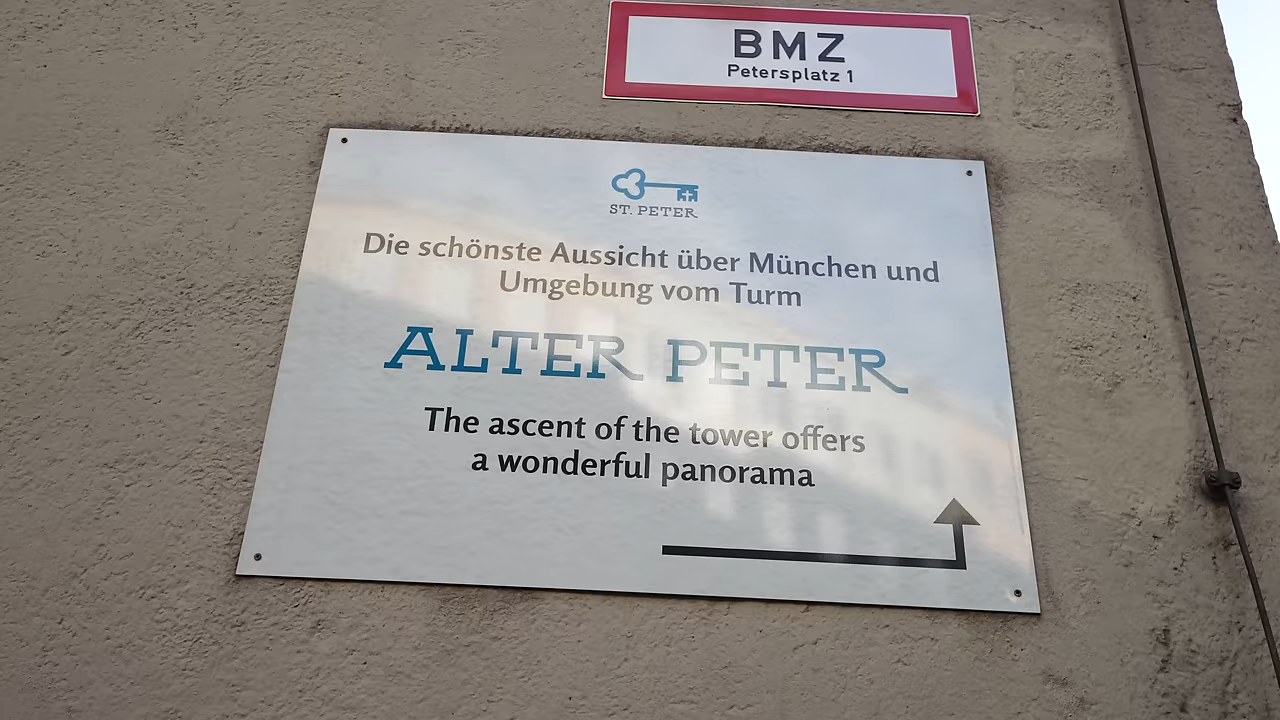 BMZ
Petersplatz 1
ST. PETER
Die schönste Aussicht über München und
Umgebung vom Turm
ALTER PETER
The ascent of the tower offers
a wonderful panorama